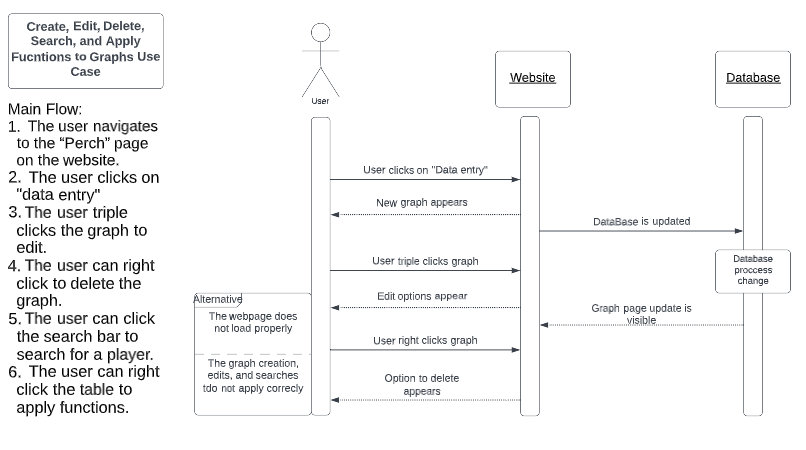 Create, Edit, Delete,
Search, and Apply
Fucntions to Graphs Use
Case
Main Flow:
1. The user navigates
to the “Perch” page
on the website.
2. The user clicks on
"data entry"
3. The user triple
clicks the graph to
edit.
4. The user can right
click to delete the
graph.
5. The user can click
the search bar to
search for a player.
6. The user can right
click the table to
apply functions.
User
Website
Database
User clicks on "Data entry"
New graph appears
DataBase is updated
User triple clicks graph
Database
proccess
change
Edit options appear
Graph page update is
visible
User right clicks graph
Option to delete
appears
Alternative
The webpage does
not load properly
The graph creation,
edits, and searches
tdo not apply correcly